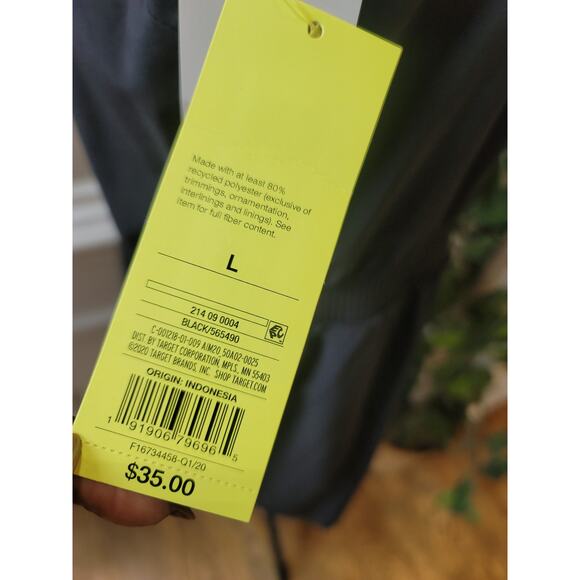 Made with at least 80%
recycled polyester (exclusive of
trimmings, ornamentation,
interlinings and linings). See
item for full fiber content.
L
214 09 0004
BLACK/565490
C-001218-01-009 AIM20_50A02-0025
DIST. BY TARGET CORPORATION, MPLS, MN 55403
©2020 TARGET BRANDS, INC. SHOP TARGET.COM
ORIGIN: INDONESIA
1 91906 79696 5
F16734458-Q1/20
$35.00